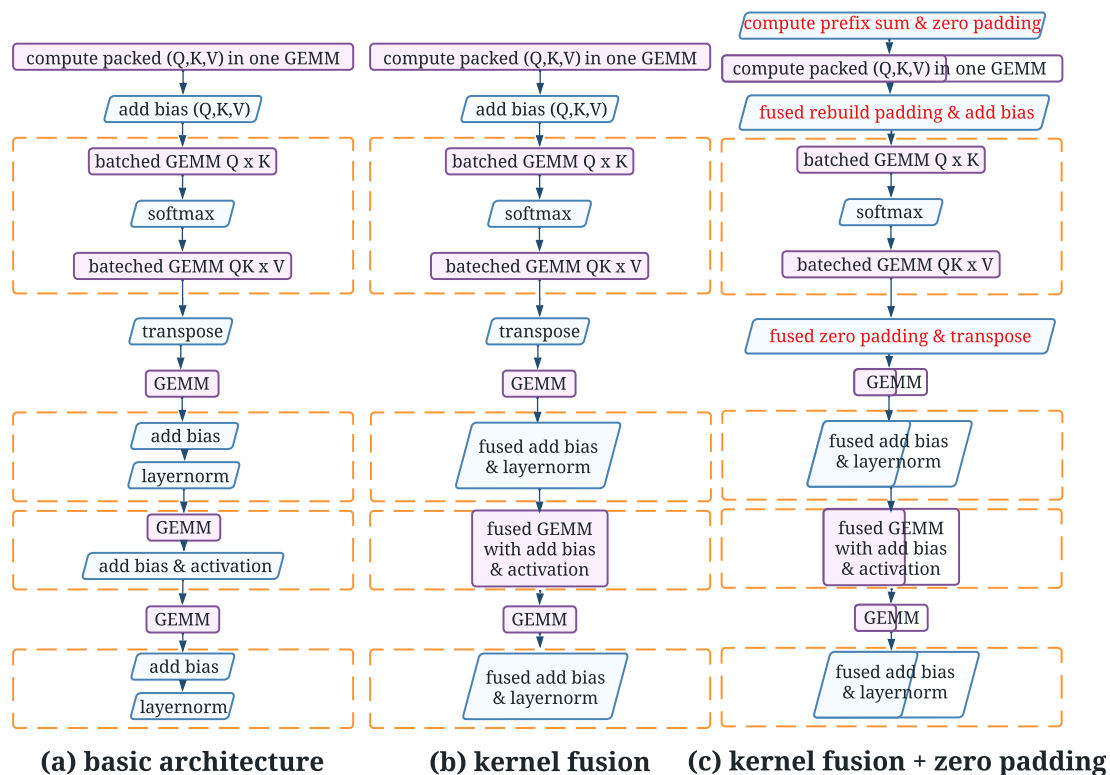 compute packed (Q,K,V) in one GEMM
add bias (Q,K,V)
batched GEMM Q x K
softmax
bateched GEMM QK x V
transpose
GEMM
add bias
layernorm
GEMM
add bias & activation
GEMM
add bias
layernorm
(a) basic architecture
compute packed (Q,K,V) in one GEMM
add bias (Q,K,V)
batched GEMM Q x K
softmax
bateched GEMM QK x V
transpose
GEMM
fused add bias
& layernorm
fused GEMM
with add bias
& activation
GEMM
fused add bias
& layernorm
(b) kernel fusion
compute prefix sum & zero padding
compute packed (Q,K,V) in one GEMM
fused rebuild padding & add bias
batched GEMM Q x K
softmax
bateched GEMM QK x V
fused zero padding & transpose
GEMM
fused add bias
& layernorm
fused GEMM
with add bias
& activation
GEMM
fused add bias
& layernorm
(c) kernel fusion + zero padding